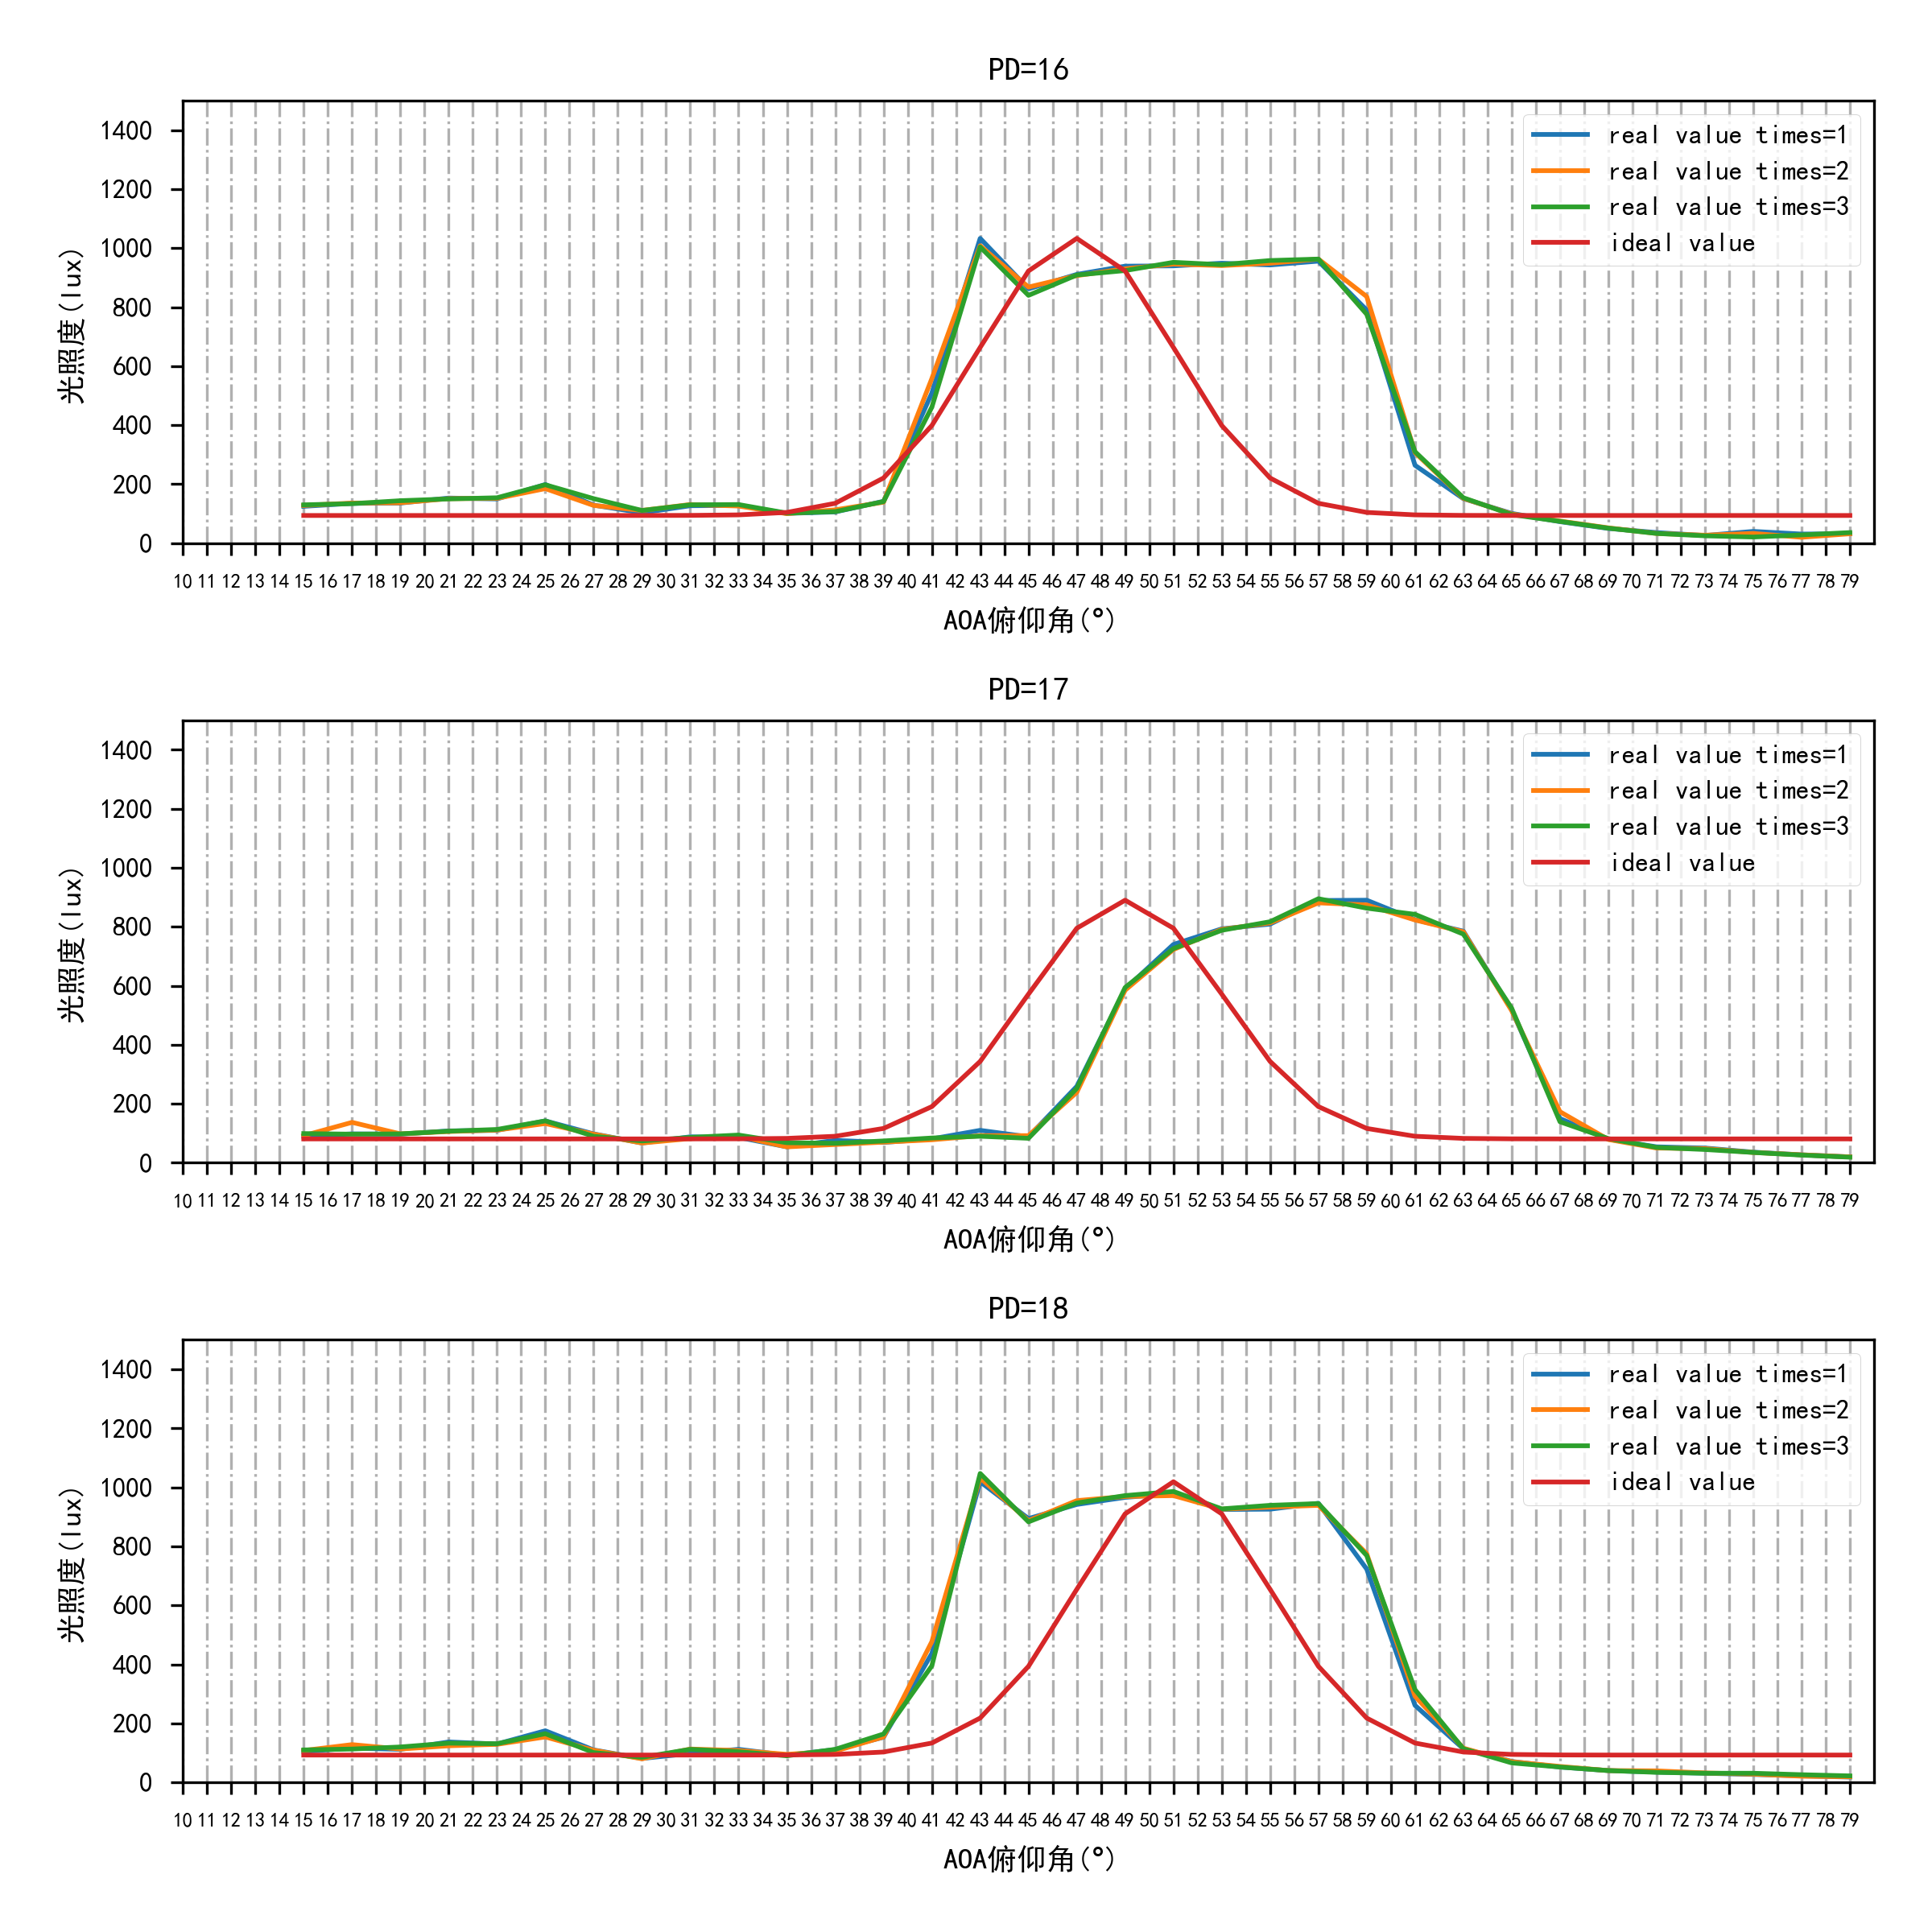 PD=16
1400
1200
1000
800
600
400
200
0
光照度(lux)
real value times=1
real value times=2
real value times=3
ideal value
10 11 12 13 14 15 16 17 18 19 20 21 22 23 24 25 26 27 28 29 30 31 32 33 34 35 36 37 38 39 40 41 42 43 44 45 46 47 48 49 50 51 52 53 54 55 56 57 58 59 60 61 62 63 64 65 66 67 68 69 70 71 72 73 74 75 76 77 78 79
AOA俯仰角(°)
PD=17
1400
1200
1000
800
600
400
200
0
光照度(lux)
real value times=1
real value times=2
real value times=3
ideal value
10 11 12 13 14 15 16 17 18 19 20 21 22 23 24 25 26 27 28 29 30 31 32 33 34 35 36 37 38 39 40 41 42 43 44 45 46 47 48 49 50 51 52 53 54 55 56 57 58 59 60 61 62 63 64 65 66 67 68 69 70 71 72 73 74 75 76 77 78 79
AOA俯仰角(°)
PD=18
1400
1200
1000
800
600
400
200
0
光照度(lux)
real value times=1
real value times=2
real value times=3
ideal value
10 11 12 13 14 15 16 17 18 19 20 21 22 23 24 25 26 27 28 29 30 31 32 33 34 35 36 37 38 39 40 41 42 43 44 45 46 47 48 49 50 51 52 53 54 55 56 57 58 59 60 61 62 63 64 65 66 67 68 69 70 71 72 73 74 75 76 77 78 79
AOA俯仰角(°)